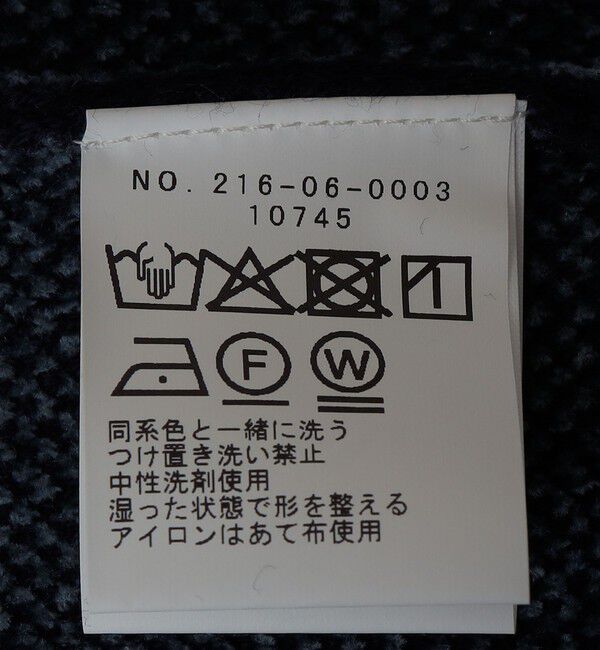 NO. 216-06-0003
10745
F W
同系色と一緒に洗う
つけ置き洗い禁止
中性洗剤使用
湿った状態で形を整える
アイロンはあて布使用